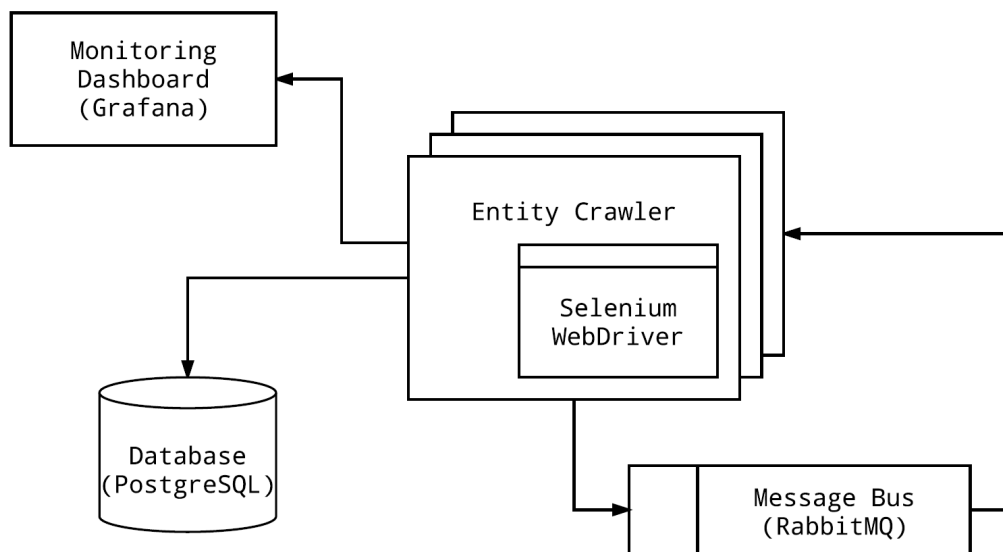 Monitoring
Dashboard
(Grafana)
Entity Crawler
Selenium
WebDriver
Database
(PostgreSQL)
Message Bus
(RabbitMQ)